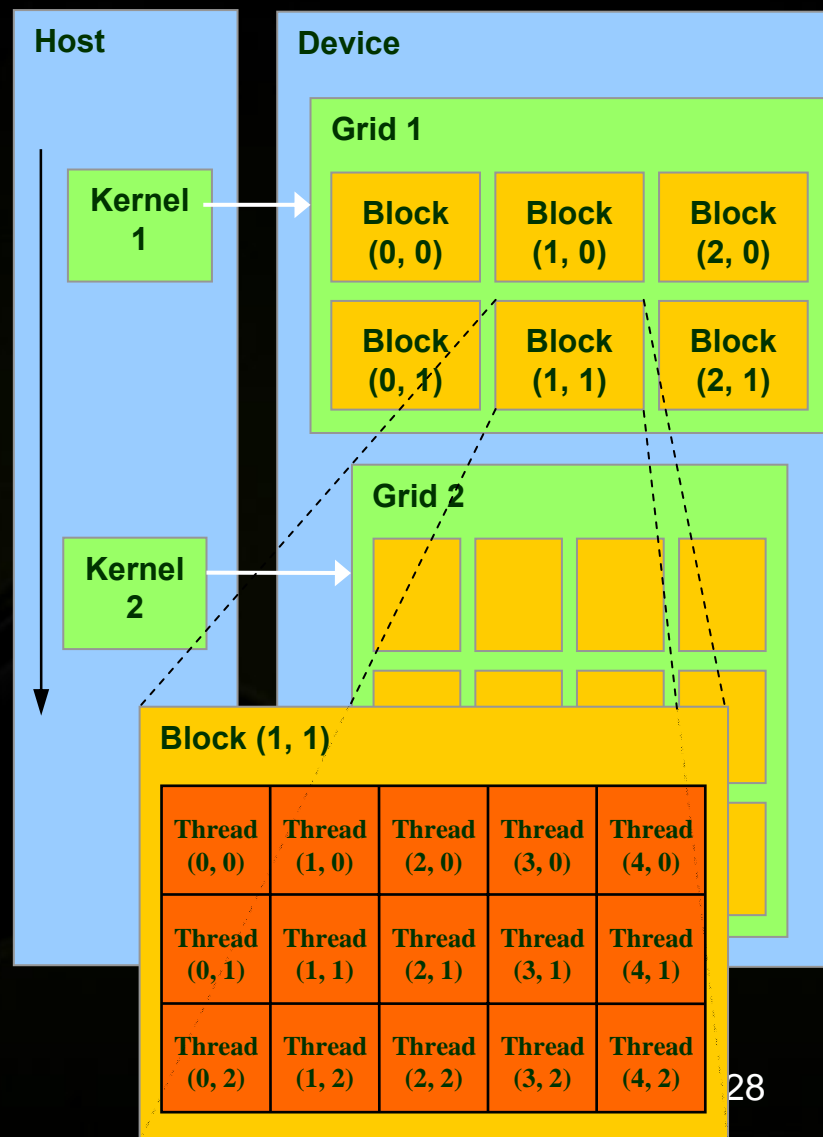 Host
Device
Grid 1
Kernel
1
Block
(0, 0)
Block
(1, 0)
Block
(2, 0)
Block
(0, 1)
Block
(1, 1)
Block
(2, 1)
Grid 2
Kernel
2
Block (1, 1)
Thread
(0, 0)
Thread
(1, 0)
Thread
(2, 0)
Thread
(3, 0)
Thread
(4, 0)
Thread
(0, 1)
Thread
(1, 1)
Thread
(2, 1)
Thread
(3, 1)
Thread
(4, 1)
Thread
(0, 2)
Thread
(1, 2)
Thread
(2, 2)
Thread
(3, 2)
Thread
(4, 2)
28